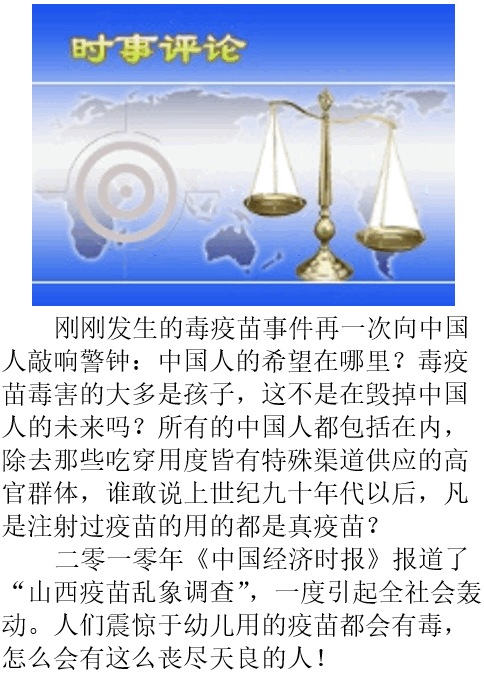 时事评论
刚刚发生的毒疫苗事件再一次向中国
人敲响警钟：中国人的希望在哪里？毒疫
苗毒害的大多是孩子，这不是在毁掉中国
人的未来吗？所有的中国人都包括在内，
除去那些吃穿用度皆有特殊渠道供应的高
官群体，谁敢说上世纪九十年代以后，凡
是注射过疫苗的用的都是真疫苗？
二零一零年《中国经济时报》报道了
“山西疫苗乱象调查”，一度引起全社会轰
动。人们震惊于幼儿用的疫苗都会有毒，
怎么会有这么丧尽天良的人！